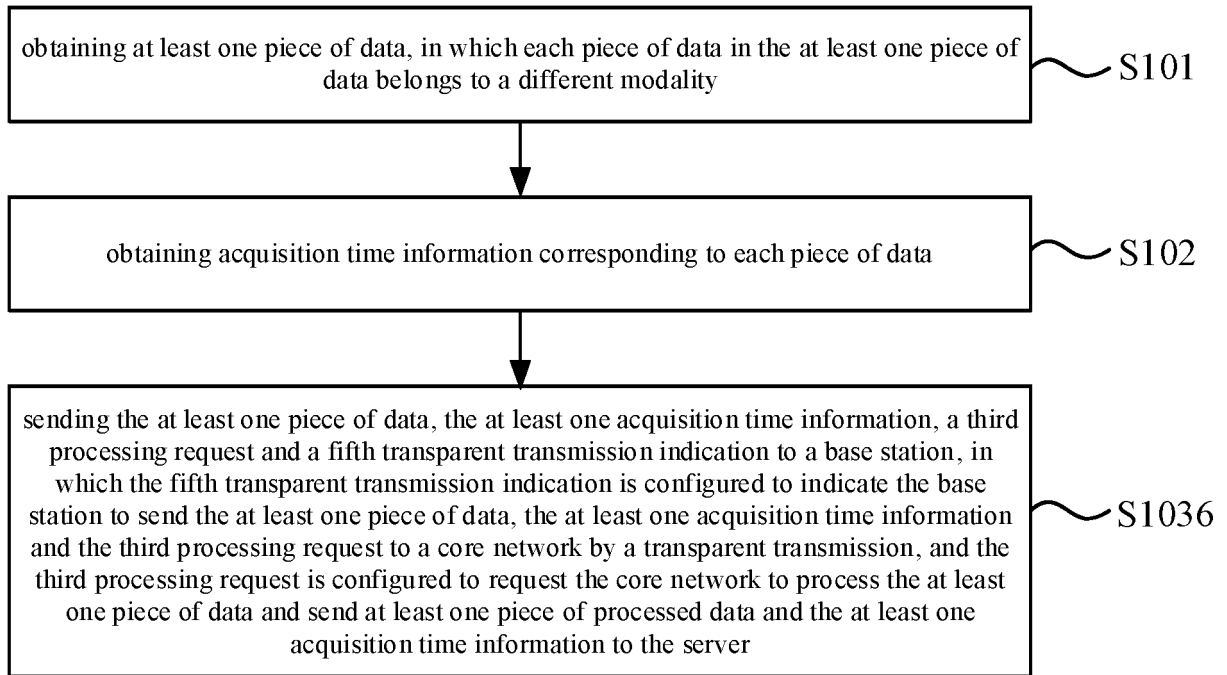 obtaining at least one piece of data, in which each piece of data in the at least one piece of
data belongs to a different modality
S101
obtaining acquisition time information corresponding to each piece of data
S102
sending the at least one piece of data, the at least one acquisition time information, a third
processing request and a fifth transparent transmission indication to a base station, in
which the fifth transparent transmission indication is configured to indicate the base
station to send the at least one piece of data, the at least one acquisition time information
and the third processing request to a core network by a transparent transmission, and the
third processing request is configured to request the core network to process the at least
one piece of data and send at least one piece of processed data and the at least one
acquisition time information to the server
S1036